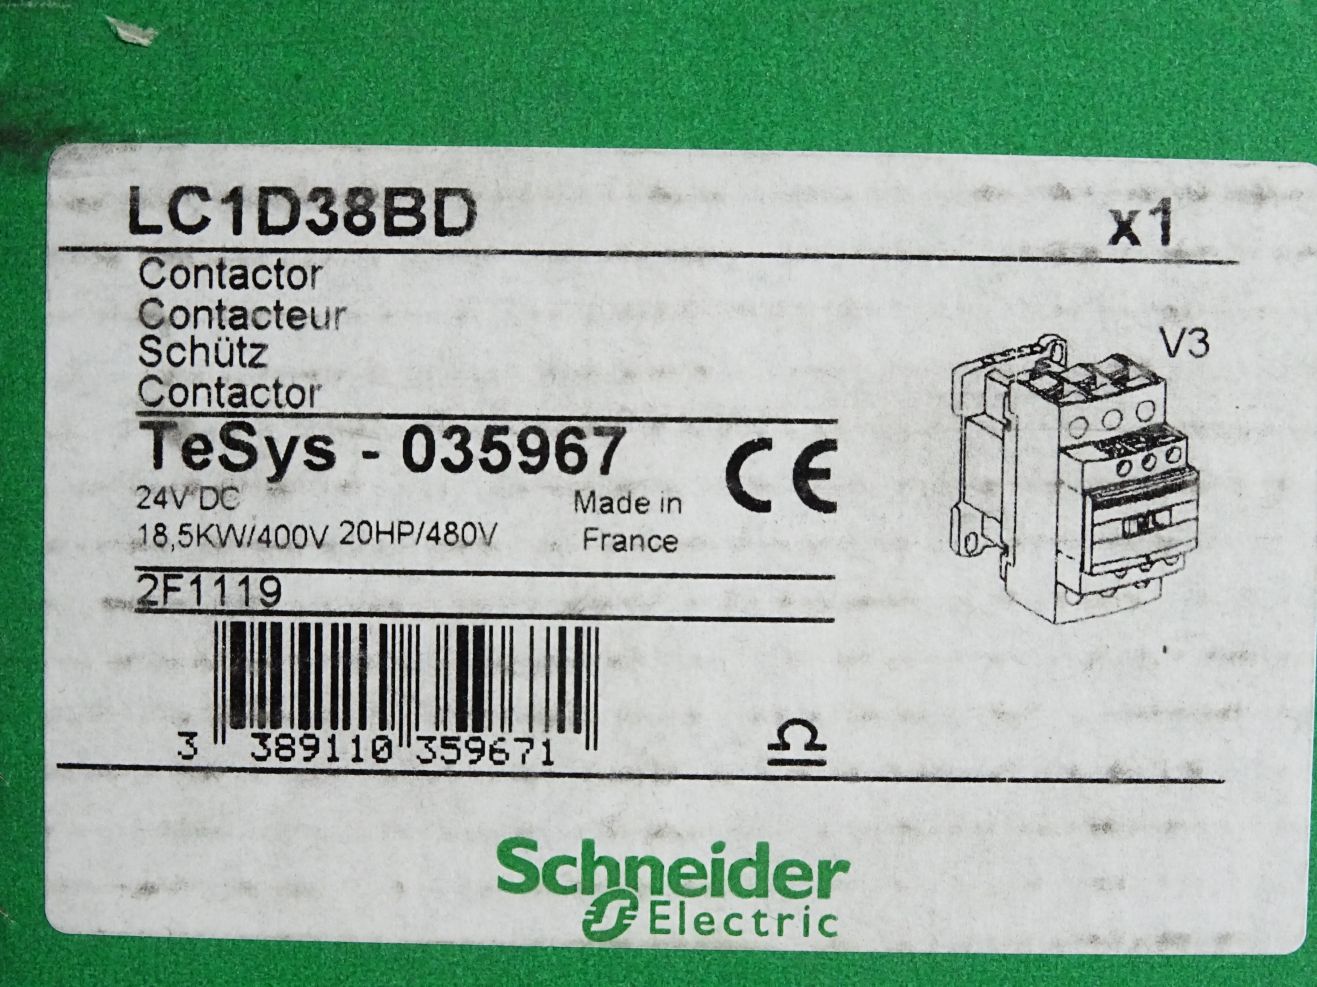 LC1D38BD x1
Contactor
Contacteur
Schütz
Contactor
V3
TeSys - 035967
24V DC
18,5KW/400V 20HP/480V
Made in
France
CE
2F1119
3 389110 359671
Schneider
Electric